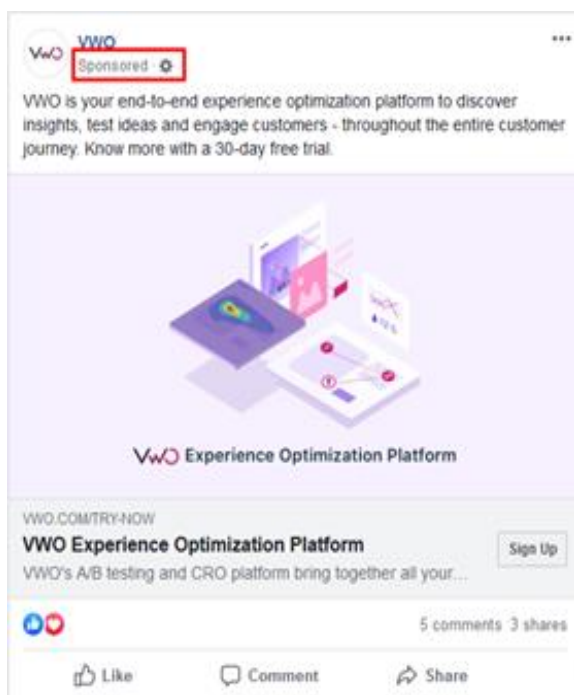 VWO
VWO
Sponsored ·
VWO is your end-to-end experience optimization platform to discover
insights, test ideas and engage customers - throughout the entire customer
journey. Know more with a 30-day free trial.
VWO Experience Optimization Platform
VWO.COM/TRY-NOW
VWO Experience Optimization Platform
Sign Up
VWO's A/B testing and CRO platform bring together all your...
5 comments 3 shares
Like Comment Share